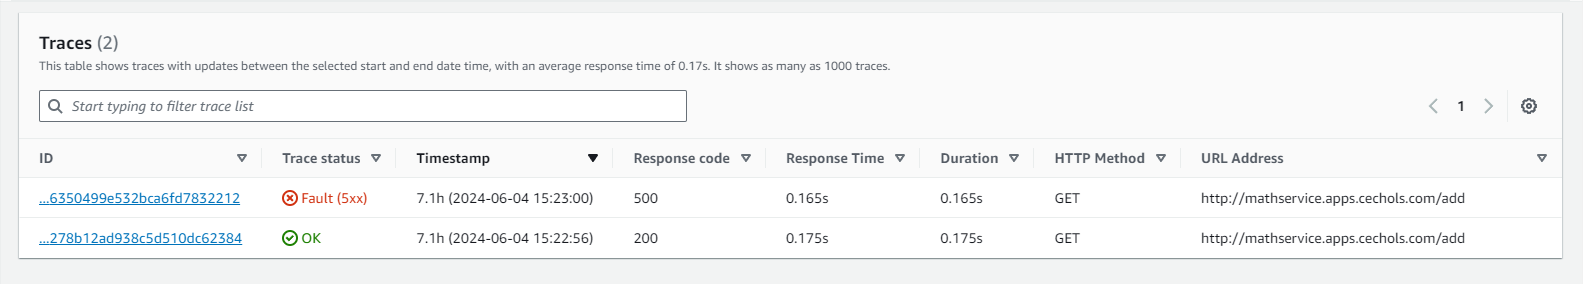 Traces (2)
This table shows traces with updates between the selected start and end date time, with an average response time of 0.17s. It shows as many as 1000 traces.
Start typing to filter trace list
1
ID Trace status Timestamp Response code Response Time Duration HTTP Method URL Address
...6350499e532bca6fd7832212 Fault (5xx) 7.1h (2024-06-04 15:23:00) 500 0.165s 0.165s GET http://mathservice.apps.cechols.com/add
...278b12ad938c5d510dc62384 OK 7.1h (2024-06-04 15:22:56) 200 0.175s 0.175s GET http://mathservice.apps.cechols.com/add